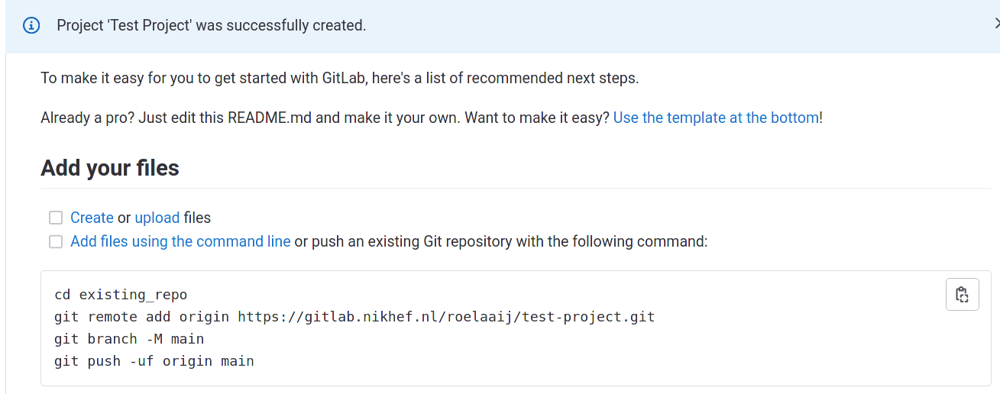 Project 'Test Project' was successfully created.
To make it easy for you to get started with GitLab, here's a list of recommended next steps.
Already a pro? Just edit this README.md and make it your own. Want to make it easy? Use the template at the bottom!
Add your files
Create or upload files
Add files using the command line or push an existing Git repository with the following command:
cd existing_repo
git remote add origin https://gitlab.nikhef.nl/roelaaij/test-project.git
git branch -M main
git push -uf origin main